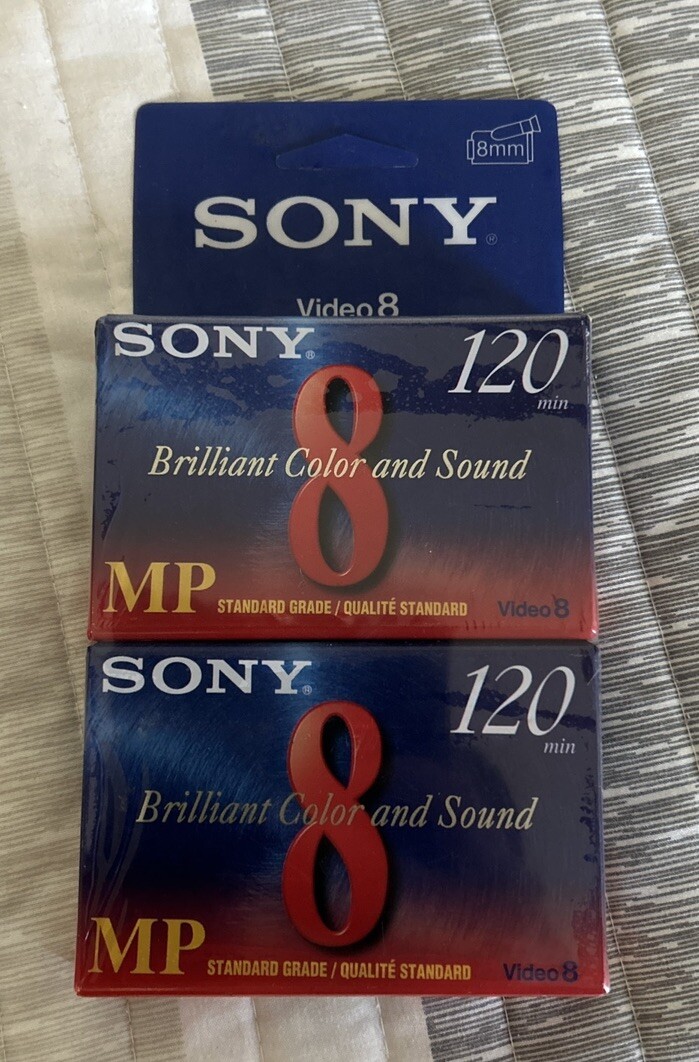 8mm
SONY®
Video 8
SONY®
120
min
8
Brilliant Color and Sound
MP STANDARD GRADE / QUALITÉ STANDARD Video 8
SONY®
120
min
8
Brilliant Color and Sound
MP STANDARD GRADE / QUALITÉ STANDARD Video 8